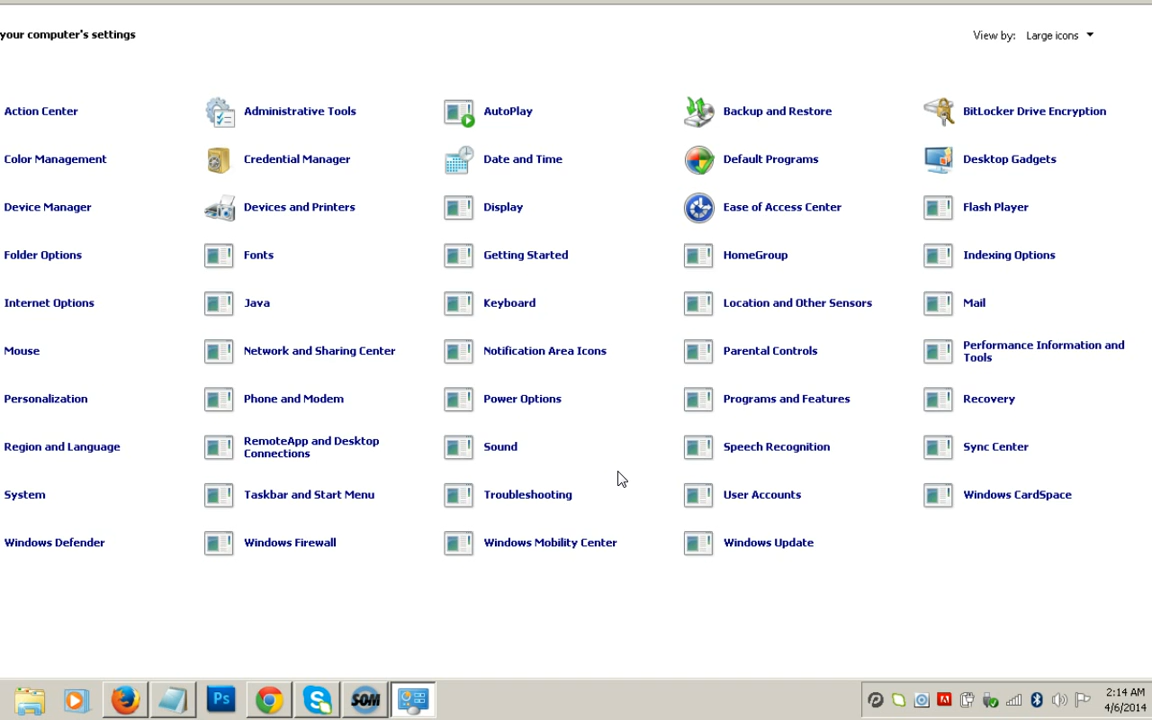 your computer's settings
View by: Large icons
Action Center
Administrative Tools
AutoPlay
Backup and Restore
BitLocker Drive Encryption
Color Management
Credential Manager
Date and Time
Default Programs
Desktop Gadgets
Device Manager
Devices and Printers
Display
Ease of Access Center
Flash Player
Folder Options
Fonts
Getting Started
HomeGroup
Indexing Options
Internet Options
Java
Keyboard
Location and Other Sensors
Mail
Mouse
Network and Sharing Center
Notification Area Icons
Parental Controls
Performance Information and
Tools
Personalization
Phone and Modem
Power Options
Programs and Features
Recovery
Region and Language
RemoteApp and Desktop
Connections
Sound
Speech Recognition
Sync Center
System
Taskbar and Start Menu
Troubleshooting
User Accounts
Windows CardSpace
Windows Defender
Windows Firewall
Windows Mobility Center
Windows Update
Ps
SOM
2:14 AM
4/6/2014